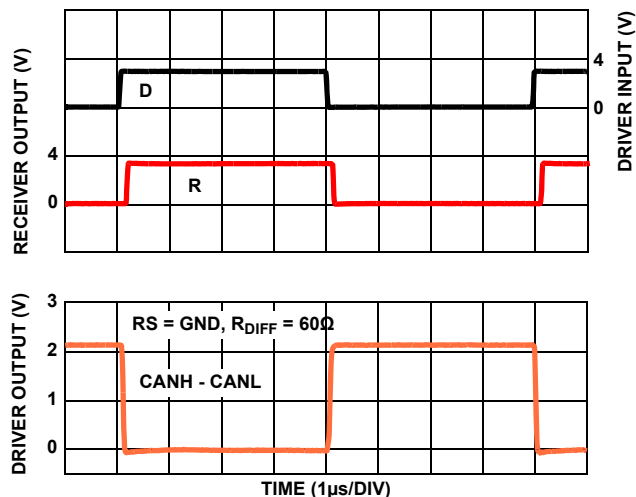 RECEIVER OUTPUT (V)
4
0
D
R
4
0
DRIVER INPUT (V)
DRIVER OUTPUT (V)
3
2
1
0
RS = GND, RDIFF = 60Ω
CANH - CANL
TIME (1µs/DIV)